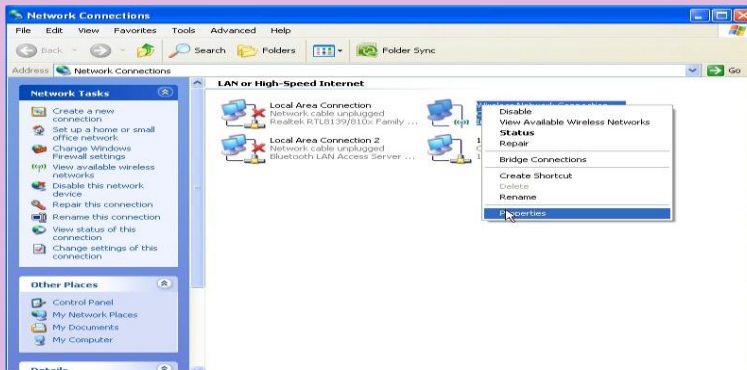 Network Connections
File Edit View Favorites Tools Advanced Help
Back Search Folders Folder Sync
Address Network Connections Go
Network Tasks
Create a new
connection
Set up a home or small
office network
Change Windows
Firewall settings
View available wireless
networks
Disable this network
device
Repair this connection
Rename this connection
View status of this
connection
Change settings of this
connection
Other Places
Control Panel
My Network Places
My Documents
My Computer
Details
LAN or High-Speed Internet
Local Area Connection
Network cable unplugged
Realtek RTL8139/810x Family ...
Local Area Connection 2
Network cable unplugged
Bluetooth LAN Access Server ...
Disable
View Available Wireless Networks
Status
Repair
Bridge Connections
Create Shortcut
Delete
Rename
Properties